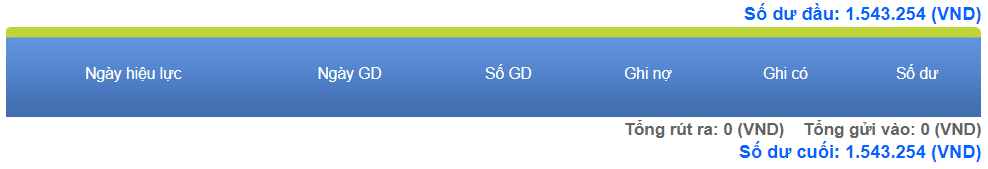 Số dư đầu: 1.543.254 (VND)
Ngày hiệu lực Ngày GD Số GD Ghi nợ Ghi có Số dư
Tổng rút ra: 0 (VND) Tổng gửi vào: 0 (VND)
Số dư cuối: 1.543.254 (VND)